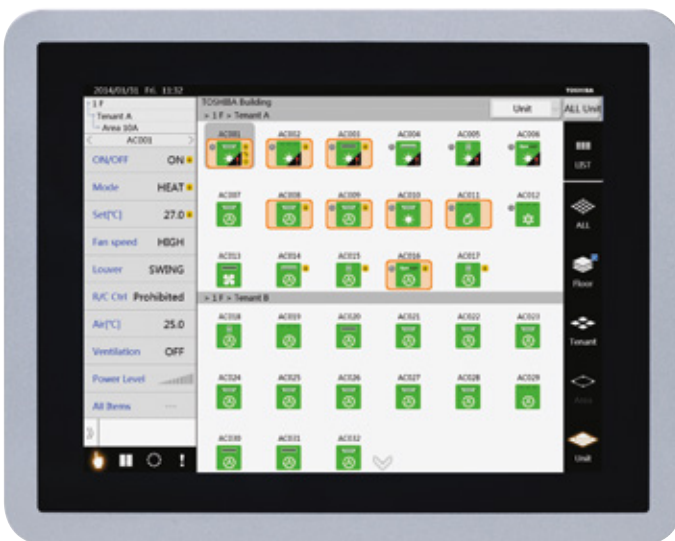 2014/01/31 Fri. 11:32
TOSHIBA
1 F
Tenant A
Area 10A
AC001
ON/OFF ON
Mode HEAT
Set[°C] 27.0
Fan speed HIGH
Louver SWING
R/C Ctrl Prohibited
Air[°C] 25.0
Ventilation OFF
Power Level
All Items ---
TOSHIBA Building
> 1 F > Tenant A
Unit
ALL Unit
AC001 AC002 AC003 AC004 AC005 AC006
AC007 AC008 AC009 AC010 AC011 AC012
AC013 AC014 AC015 AC016 AC017
> 1 F > Tenant B
AC018 AC019 AC020 AC021 AC022 AC023
AC024 AC025 AC026 AC027 AC028 AC029
AC030 AC031 AC032
LIST
ALL
Floor
Tenant
Area
Unit